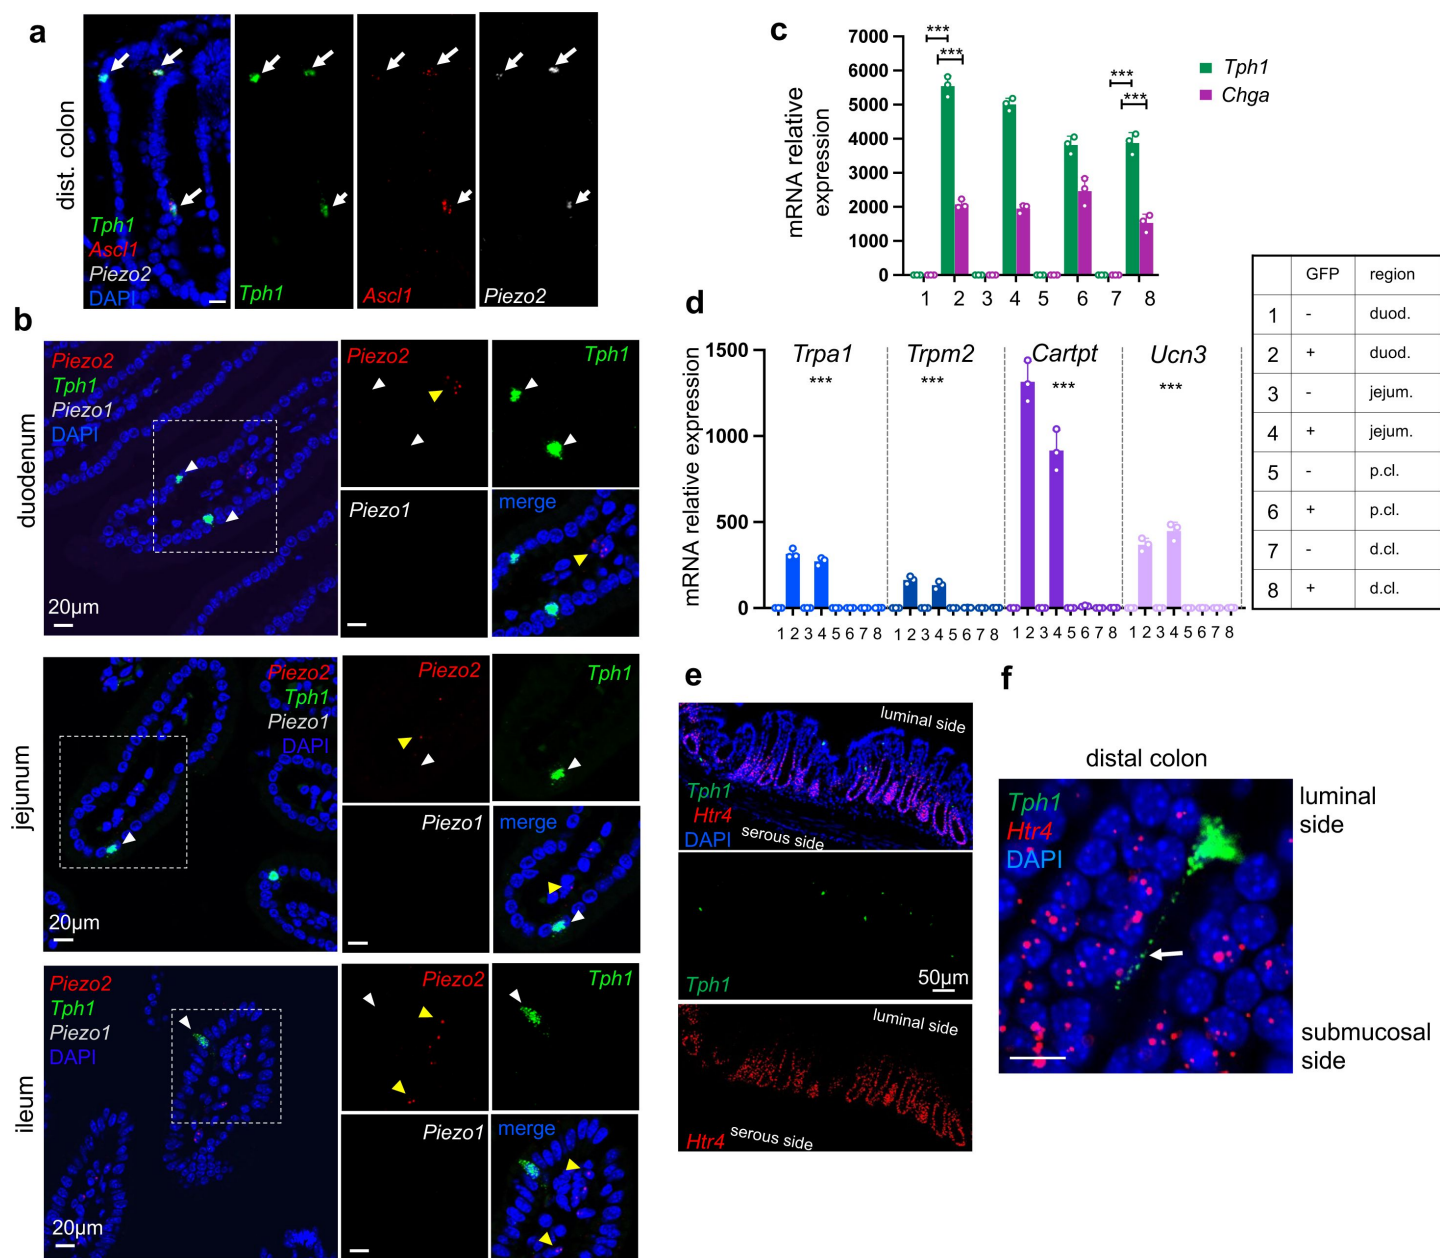 a
dist. colon
Tph1
Ascl1
Piezo2
DAPI
Tph1
Ascl1
Piezo2
b
duodenum
Piezo2
Tph1
Piezo1
DAPI
20µm
Piezo2
Tph1
Piezo1
merge
jejunum
Piezo2
Tph1
Piezo1
DAPI
20µm
Piezo2
Tph1
Piezo1
merge
ileum
Piezo2
Tph1
Piezo1
DAPI
20µm
Piezo2
Tph1
Piezo1
merge
c
mRNA relative
expression
7000
6000
5000
4000
3000
2000
1000
0
***
***
***
***
1 2 3 4 5 6 7 8
Tph1
Chga
GFP region
1 - duod.
2 + duod.
3 - jejum.
4 + jejum.
5 - p.cl.
6 + p.cl.
7 - d.cl.
8 + d.cl.
d
mRNA relative expression
1500
1000
500
0
Trpa1 Trpm2 Cartpt Ucn3
*** *** *** ***
1 2 3 4 5 6 7 8 1 2 3 4 5 6 7 8 1 2 3 4 5 6 7 8 1 2 3 4 5 6 7 8
e
luminal side
Tph1
Htr4
DAPI
serous side
Tph1
50µm
luminal side
Htr4
serous side
f
distal colon
Tph1
Htr4
DAPI
luminal
side
submucosal
side